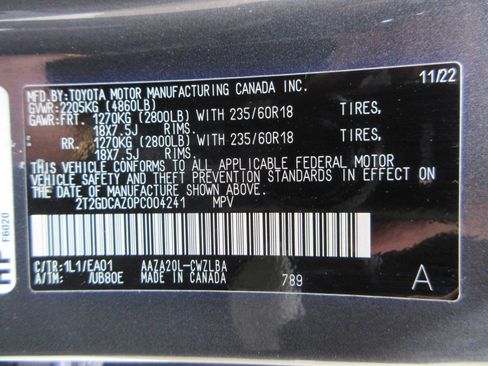 MFD.BY:TOYOTA MOTOR MANUFACTURING CANADA INC. 11/22
GVWR:2205KG (4860LB)
GAWR:FRT. 1270KG (2800LB) WITH 235/60R18 TIRES,
18X7.5J RIMS.
RR. 1270KG (2800LB) WITH 235/60R18 TIRES,
18X7.5J RIMS.
THIS VEHICLE CONFORMS TO ALL APPLICABLE FEDERAL MOTOR
VEHICLE SAFETY AND THEFT PREVENTION STANDARDS IN EFFECT ON
THE DATE OF MANUFACTURE SHOWN ABOVE.
2T2GDCAZ0PC004241 MPV
C/TR:1L1/EA01 AAZA20L-CWZLBA
A/TM: /UB80E MADE IN CANADA 789 A
F6020